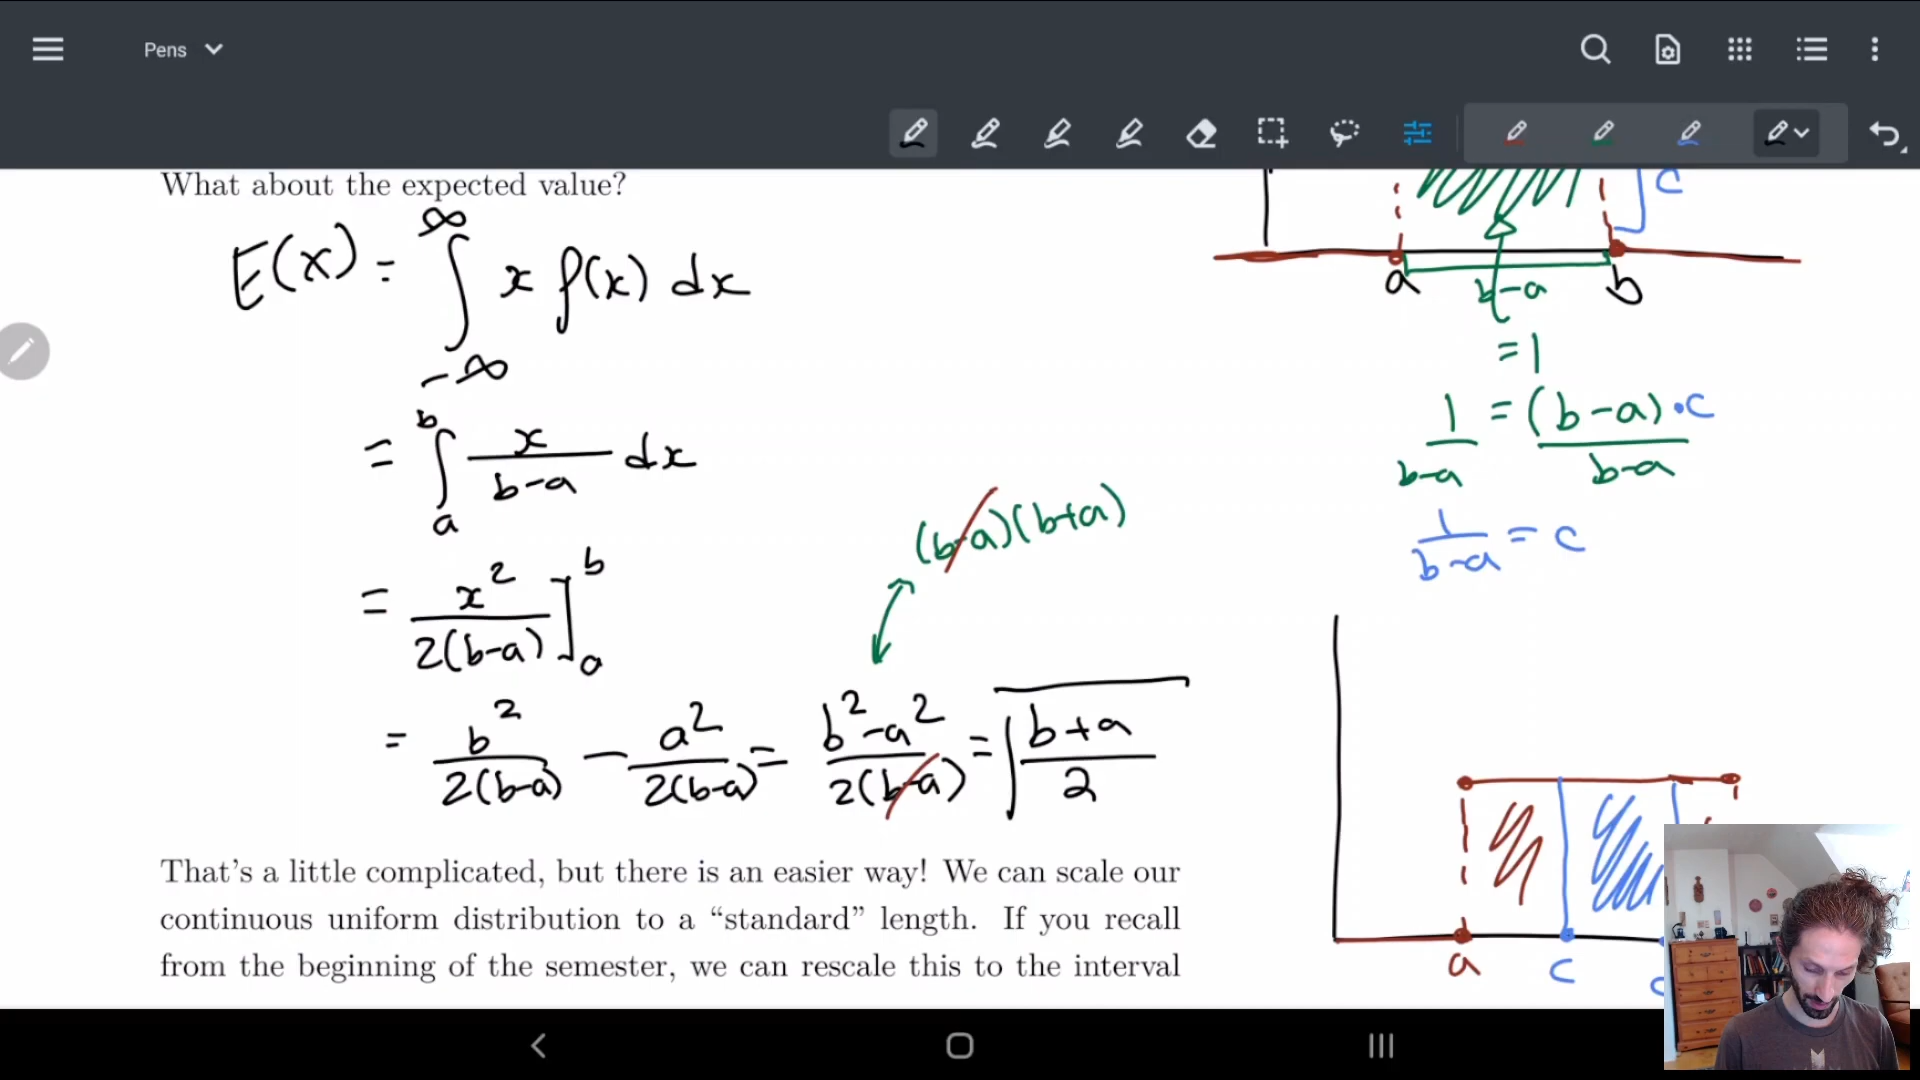 Pens
What about the expected value?
E(x) = ∫_{-∞}^{∞} x f(x) dx
= ∫_a^b x/(b-a) dx
= x²/(2(b-a)) ]_a^b
(b-a)(b+a)
= b²/(2(b-a)) - a²/(2(b-a)) = (b²-a²)/(2(b-a)) = (b+a)/2
That's a little complicated, but there is an easier way! We can scale our
continuous uniform distribution to a “standard” length. If you recall
from the beginning of the semester, we can rescale this to the interval
c
a b-a b
=1
1/(b-a) = (b-a)·c/(b-a)
1/(b-a) = c
a c